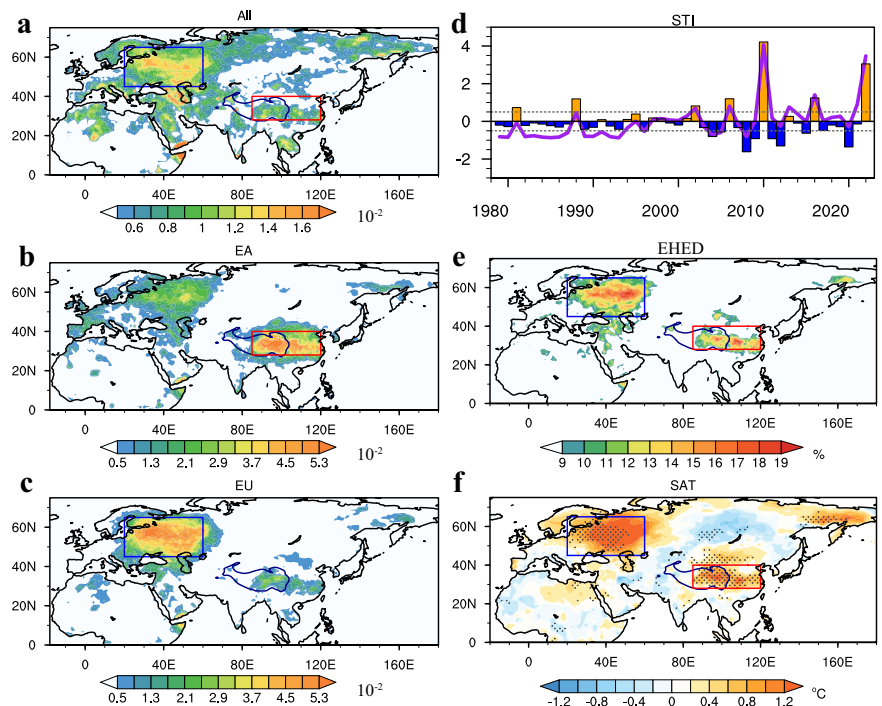 a
All
60N
40N
20N
0
0
40E
80E
120E
160E
0.6 0.8 1 1.2 1.4 1.6
10-2
d
STI
4
2
0
-2
1980 1990 2000 2010 2020
b
EA
60N
40N
20N
0
0
40E
80E
120E
160E
0.5 1.3 2.1 2.9 3.7 4.5 5.3
10-2
e
EHED
60N
40N
20N
0
0
40E
80E
120E
160E
9 10 11 12 13 14 15 16 17 18 19
%
c
EU
60N
40N
20N
0
0
40E
80E
120E
160E
0.5 1.3 2.1 2.9 3.7 4.5 5.3
10-2
f
SAT
60N
40N
20N
0
0
40E
80E
120E
160E
-1.2 -0.8 -0.4 0 0.4 0.8 1.2
°C